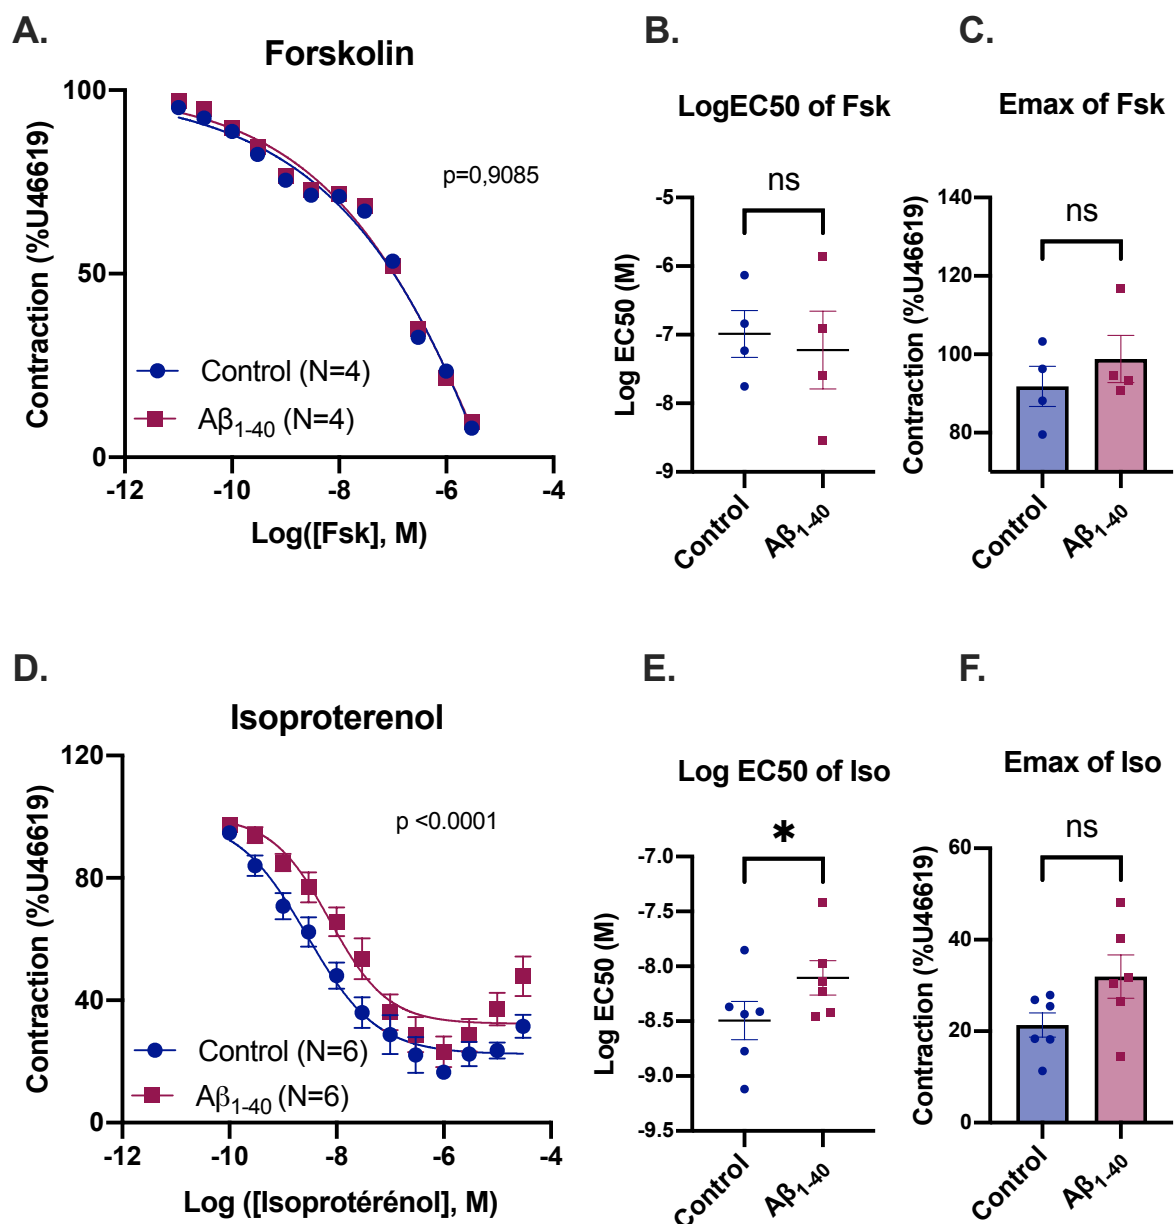 A.
Forskolin
Contraction (%U46619)
100
50
0
p=0,9085
Control (N=4)
Aβ1-40 (N=4)
-12
-10
-8
-6
-4
Log([Fsk], M)
B.
LogEC50 of Fsk
ns
Log EC50 (M)
-5
-6
-7
-8
-9
Control
Aβ1-40
C.
Emax of Fsk
ns
Contraction (%U46619)
140
120
100
80
Control
Aβ1-40
D.
Isoproterenol
Contraction (%U46619)
120
80
40
0
p <0.0001
Control (N=6)
Aβ1-40 (N=6)
-12
-10
-8
-6
-4
Log ([Isoprotérénol], M)
E.
Log EC50 of Iso
*
Log EC50 (M)
-7.0
-7.5
-8.0
-8.5
-9.0
-9.5
Control
Aβ1-40
F.
Emax of Iso
ns
Contraction (%U46619)
60
40
20
0
Control
Aβ1-40